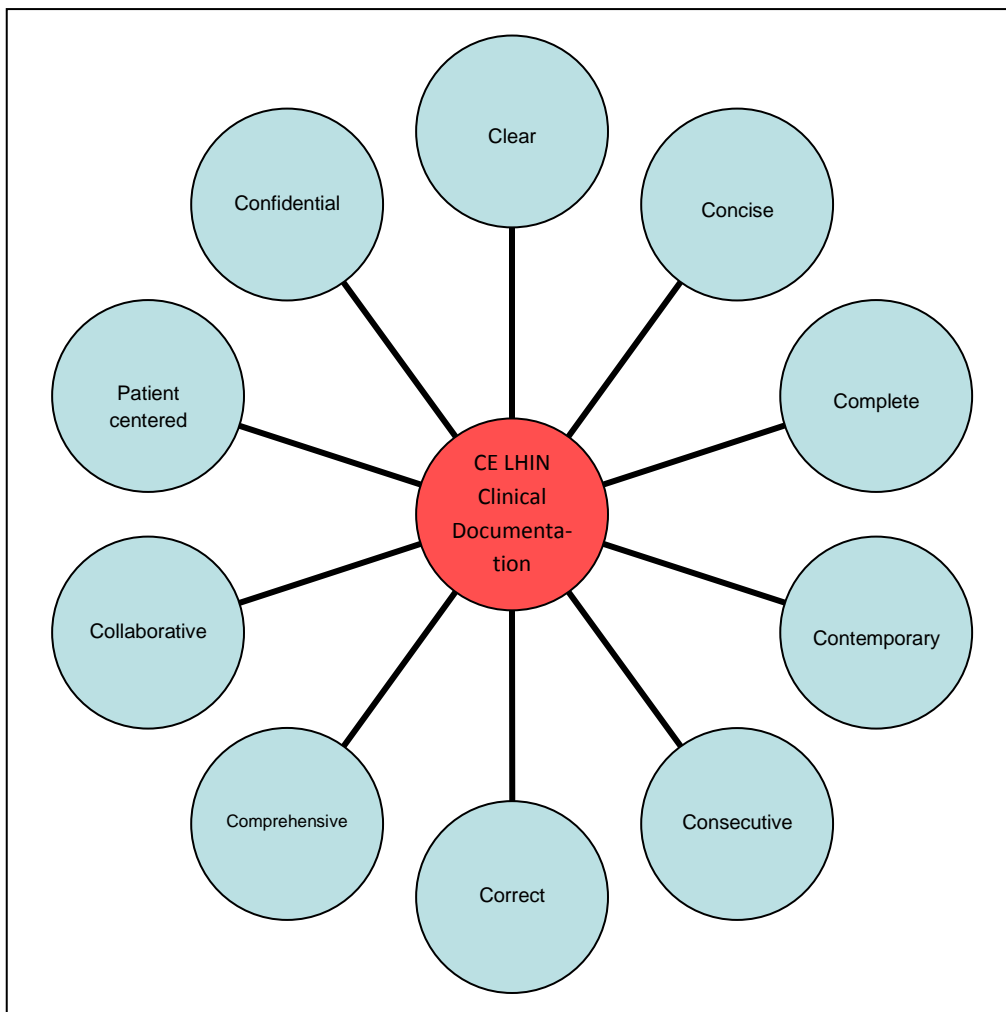 Clear
Concise
Complete
Contemporary
Consecutive
Correct
Comprehensive
Collaborative
Patient
centered
Confidential
CE LHIN
Clinical
Documenta-
tion